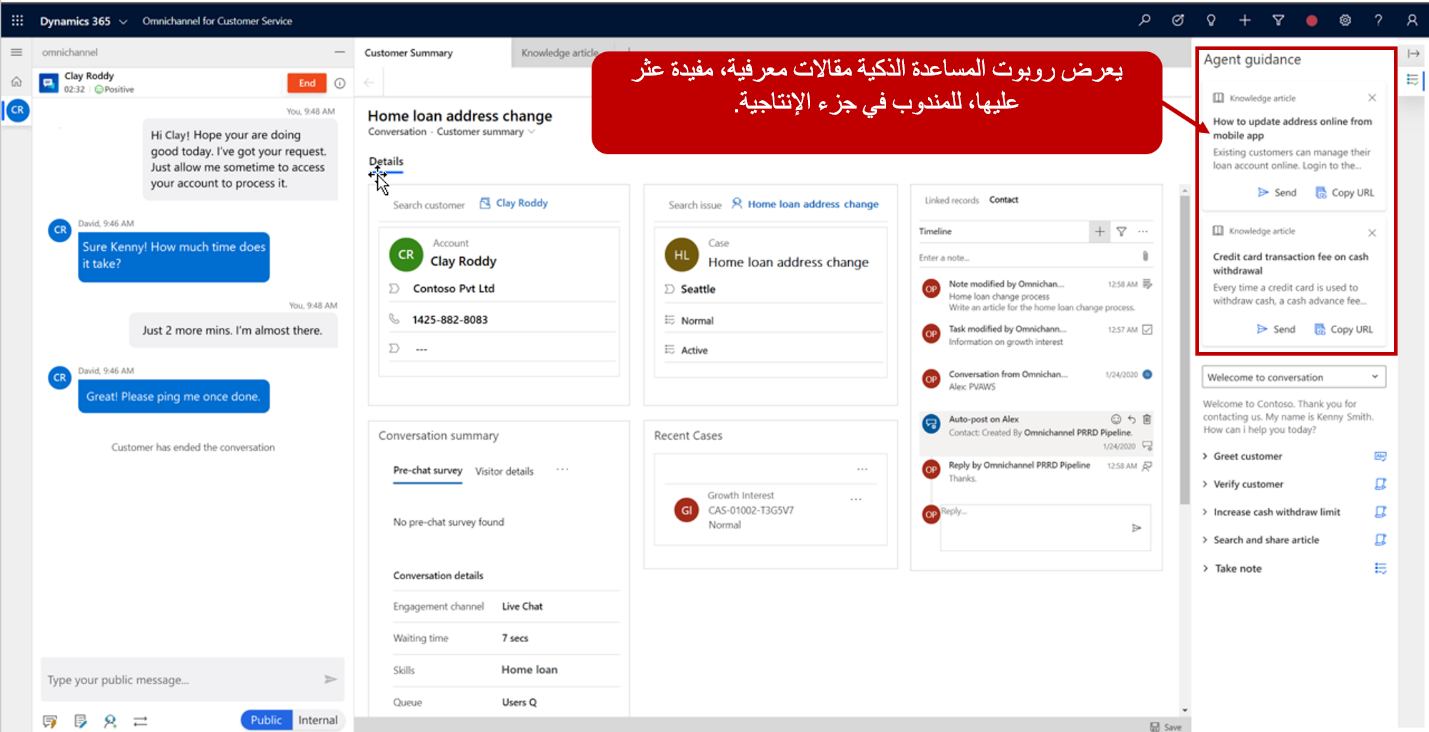 Dynamics 365
Omnichannel for Customer Service
omnichannel
Clay Roddy
02:32 · Positive
End
CR
You, 9:48 AM
Hi Clay! Hope your are doing
good today. I've got your request.
Just allow me sometime to access
your account to process it.
David, 9:46 AM
CR
Sure Kenny! How much time does
it take?
You, 9:48 AM
Just 2 more mins. I'm almost there.
David, 9:46 AM
CR
Great! Please ping me once done.
Customer has ended the conversation
Type your public message...
Public
Internal
Customer Summary
Knowledge article
يعرض روبوت المساعدة الذكية مقالات معرفية، مفيدة عثر
عليها، للمندوب في جزء الإنتاجية.
Home loan address change
Conversation · Customer summary
Details
Search customer
Clay Roddy
CR
Account
Clay Roddy
Contoso Pvt Ltd
1425-882-8083
---
Search issue
Home loan address change
HL
Case
Home loan address change
Seattle
Normal
Active
Linked records
Contact
Timeline
Enter a note...
OP
Note modified by Omnichan...
12:58 AM
Home loan change process
Write an article for the home loan change process.
OP
Task modified by Omnichann...
12:57 AM
Information on growth interest
OP
Conversation from Omnichan...
1/24/2020
Alex: PVAWS
Auto-post on Alex
Contact: Created By Omnichannel PRRD Pipeline.
1/24/2020
OP
Reply by Omnichannel PRRD Pipeline
12:58 AM
Thanks.
OP
Reply...
Conversation summary
Pre-chat survey
Visitor details
No pre-chat survey found
Conversation details
Engagement channel
Live Chat
Waiting time
7 secs
Skills
Home loan
Queue
Users Q
Recent Cases
GI
Growth Interest
CAS-01002-T3G5V7
Normal
Save
Agent guidance
Knowledge article
How to update address online from
mobile app
Existing customers can manage their
loan account online. Login to the...
Send
Copy URL
Knowledge article
Credit card transaction fee on cash
withdrawal
Every time a credit card is used to
withdraw cash, a cash advance fee...
Send
Copy URL
Welcome to conversation
Welcome to Contoso. Thank you for
contacting us. My name is Kenny Smith.
How can i help you today?
Greet customer
Verify customer
Increase cash withdraw limit
Search and share article
Take note